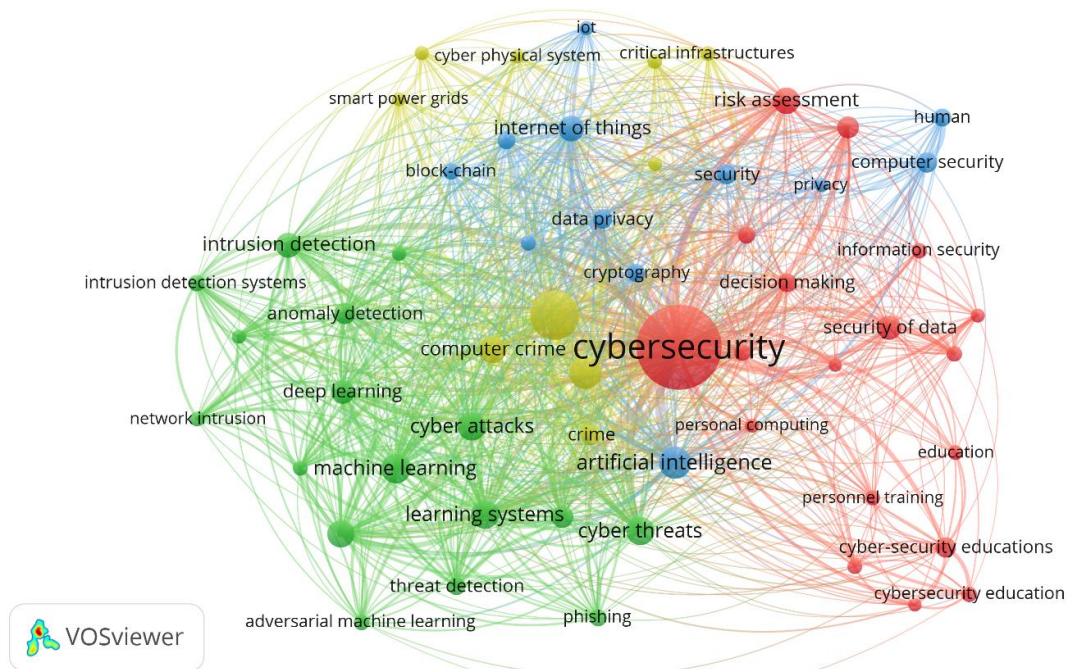 iot
cyber physical system
critical infrastructures
smart power grids
risk assessment
human
internet of things
computer security
block-chain
security
privacy
data privacy
intrusion detection
information security
cryptography
decision making
intrusion detection systems
anomaly detection
security of data
computer crime
cybersecurity
deep learning
network intrusion
cyber attacks
crime
personal computing
education
machine learning
artificial intelligence
personnel training
learning systems
cyber threats
cyber-security educations
threat detection
cybersecurity education
adversarial machine learning
phishing
VOSviewer